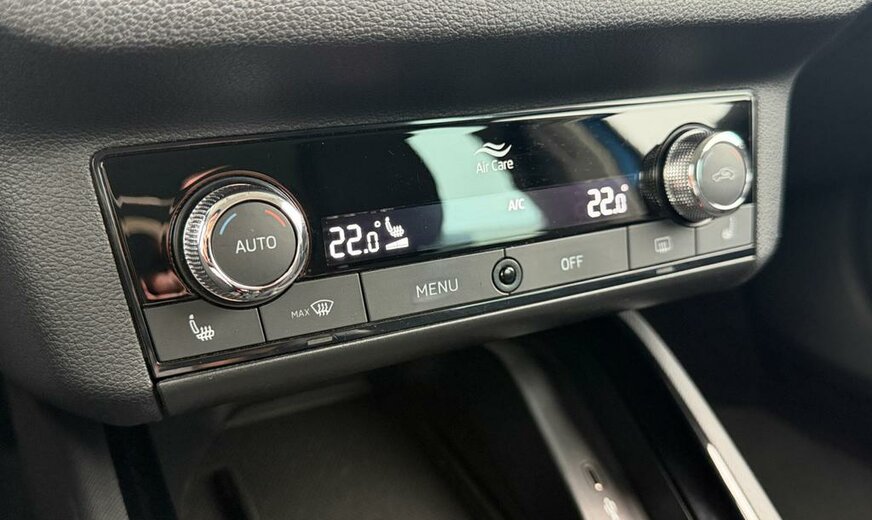 Air Care
AUTO
22.0°
A/C
22.0°
MAX
MENU
OFF